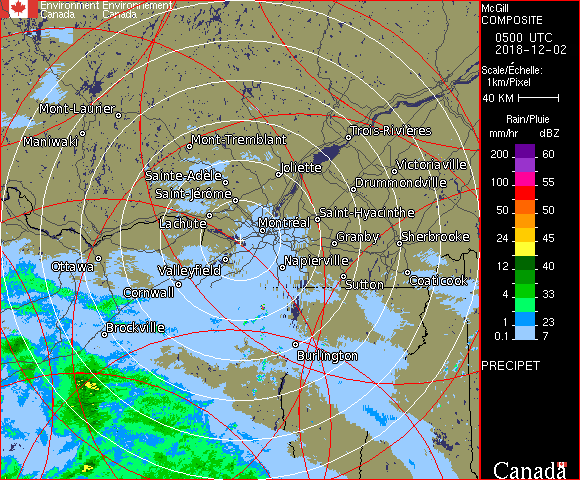 Environment Environnement
Canada Canada
McGill
COMPOSITE
0500 UTC
2018-12-02
Scale/Échelle:
1km/Pixel
40 KM
Rain/Pluie
mm/hr dBZ
200 60
100 55
50 50
24 45
12 40
4 33
1 23
0.1 7
PRECIPET
Canada
Mont-Laurier
Maniwaki
Mont-Tremblant
Trois-Rivières
Sainte-Adèle
Joliette
Victoriaville
Drummondville
Saint-Jérôme
Lachute
Montréal
Saint-Hyacinthe
Granby
Sherbrooke
Ottawa
Valleyfield
Napierville
Cornwall
Sutton
Coaticook
Brockville
Burlington